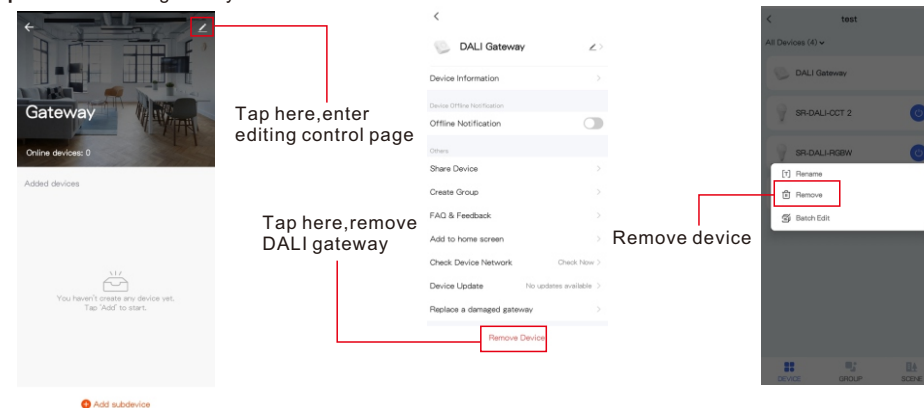 Gateway
Online devices: 0
Added devices
You haven't create any device yet.
Tap 'Add' to start.
Add subdevice
Tap here,enter
editing control page
DALI Gateway
Device Information
Device Offline Notification
Offline Notification
Others
Share Device
Create Group
FAQ & Feedback
Add to home screen
Check Device Network Check Now
Device Update No updates available
Replace a damaged gateway
Remove Device
Tap here,remove
DALI gateway
Remove device
test
All Devices (4)
DALI Gateway
SR-DALI-CCT 2
SR-DALI-RGBW
[T] Rename
Remove
Batch Edit
DEVICE GROUP SCENE